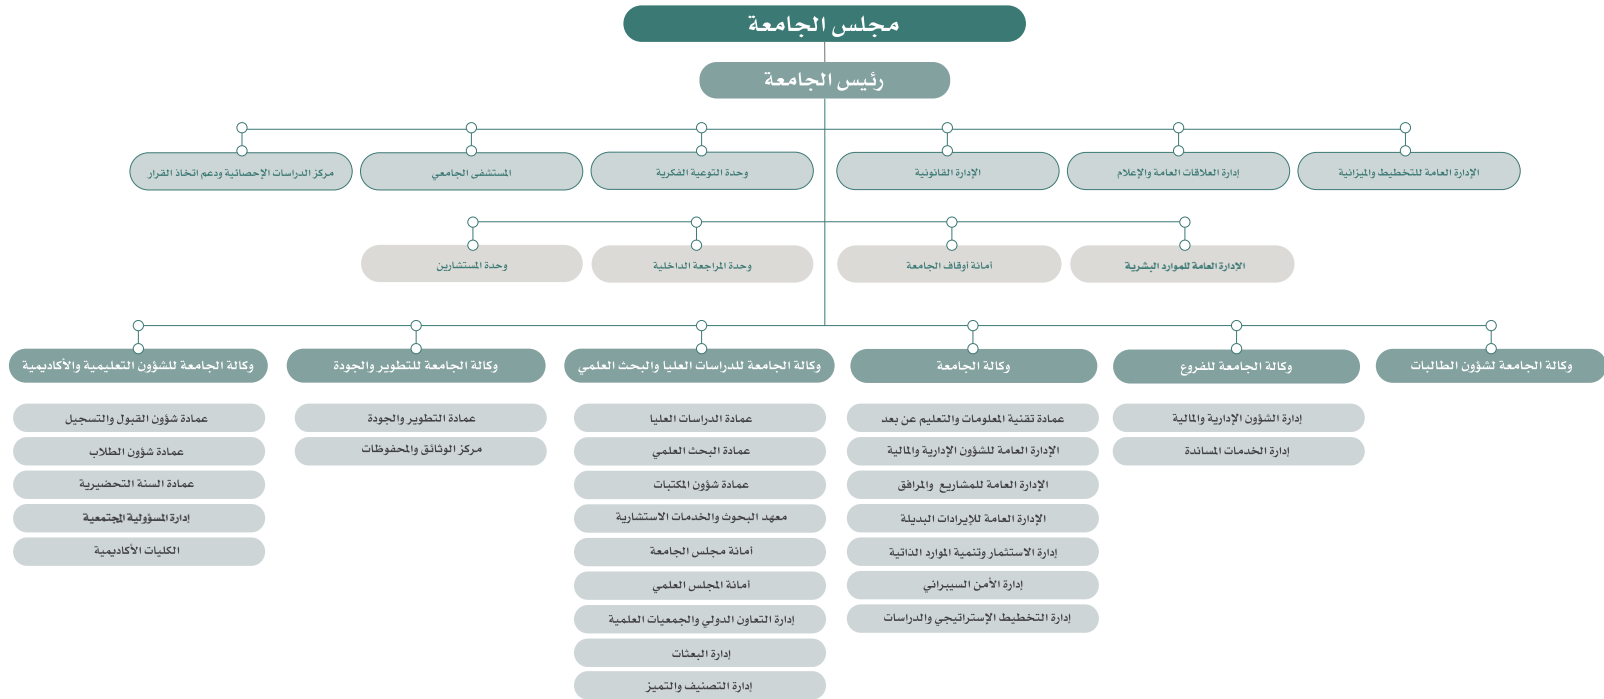 مجلس الجامعة
رئيس الجامعة
الإدارة العامة للتخطيط والميزانية
إدارة العلاقات العامة والإعلام
الإدارة القانونية
وحدة التوعية الفكرية
المستشفى الجامعي
مركز الدراسات الإحصائية ودعم اتخاذ القرار
الإدارة العامة للموارد البشرية
أمانة أوقاف الجامعة
وحدة المراجعة الداخلية
وحدة المستشارين
وكالة الجامعة لشؤون الطالبات
وكالة الجامعة للفروع
إدارة الشؤون الإدارية والمالية
إدارة الخدمات المساندة
وكالة الجامعة
عمادة تقنية المعلومات والتعليم عن بعد
الإدارة العامة للشؤون الإدارية والمالية
الإدارة العامة للمشاريع والمرافق
الإدارة العامة للإيرادات البديلة
إدارة الاستثمار وتنمية الموارد الذاتية
إدارة الأمن السيبراني
إدارة التخطيط الإستراتيجي والدراسات
وكالة الجامعة للدراسات العليا والبحث العلمي
عمادة الدراسات العليا
عمادة البحث العلمي
عمادة شؤون المكتبات
معهد البحوث والخدمات الاستشارية
أمانة مجلس الجامعة
أمانة المجلس العلمي
إدارة التعاون الدولي والجمعيات العلمية
إدارة البعثات
إدارة التصنيف والتميز
وكالة الجامعة للتطوير والجودة
عمادة التطوير والجودة
مركز الوثائق والمحفوظات
وكالة الجامعة للشؤون التعليمية والأكاديمية
عمادة شؤون القبول والتسجيل
عمادة شؤون الطلاب
عمادة السنة التحضيرية
إدارة المسؤولية المجتمعية
الكليات الأكاديمية